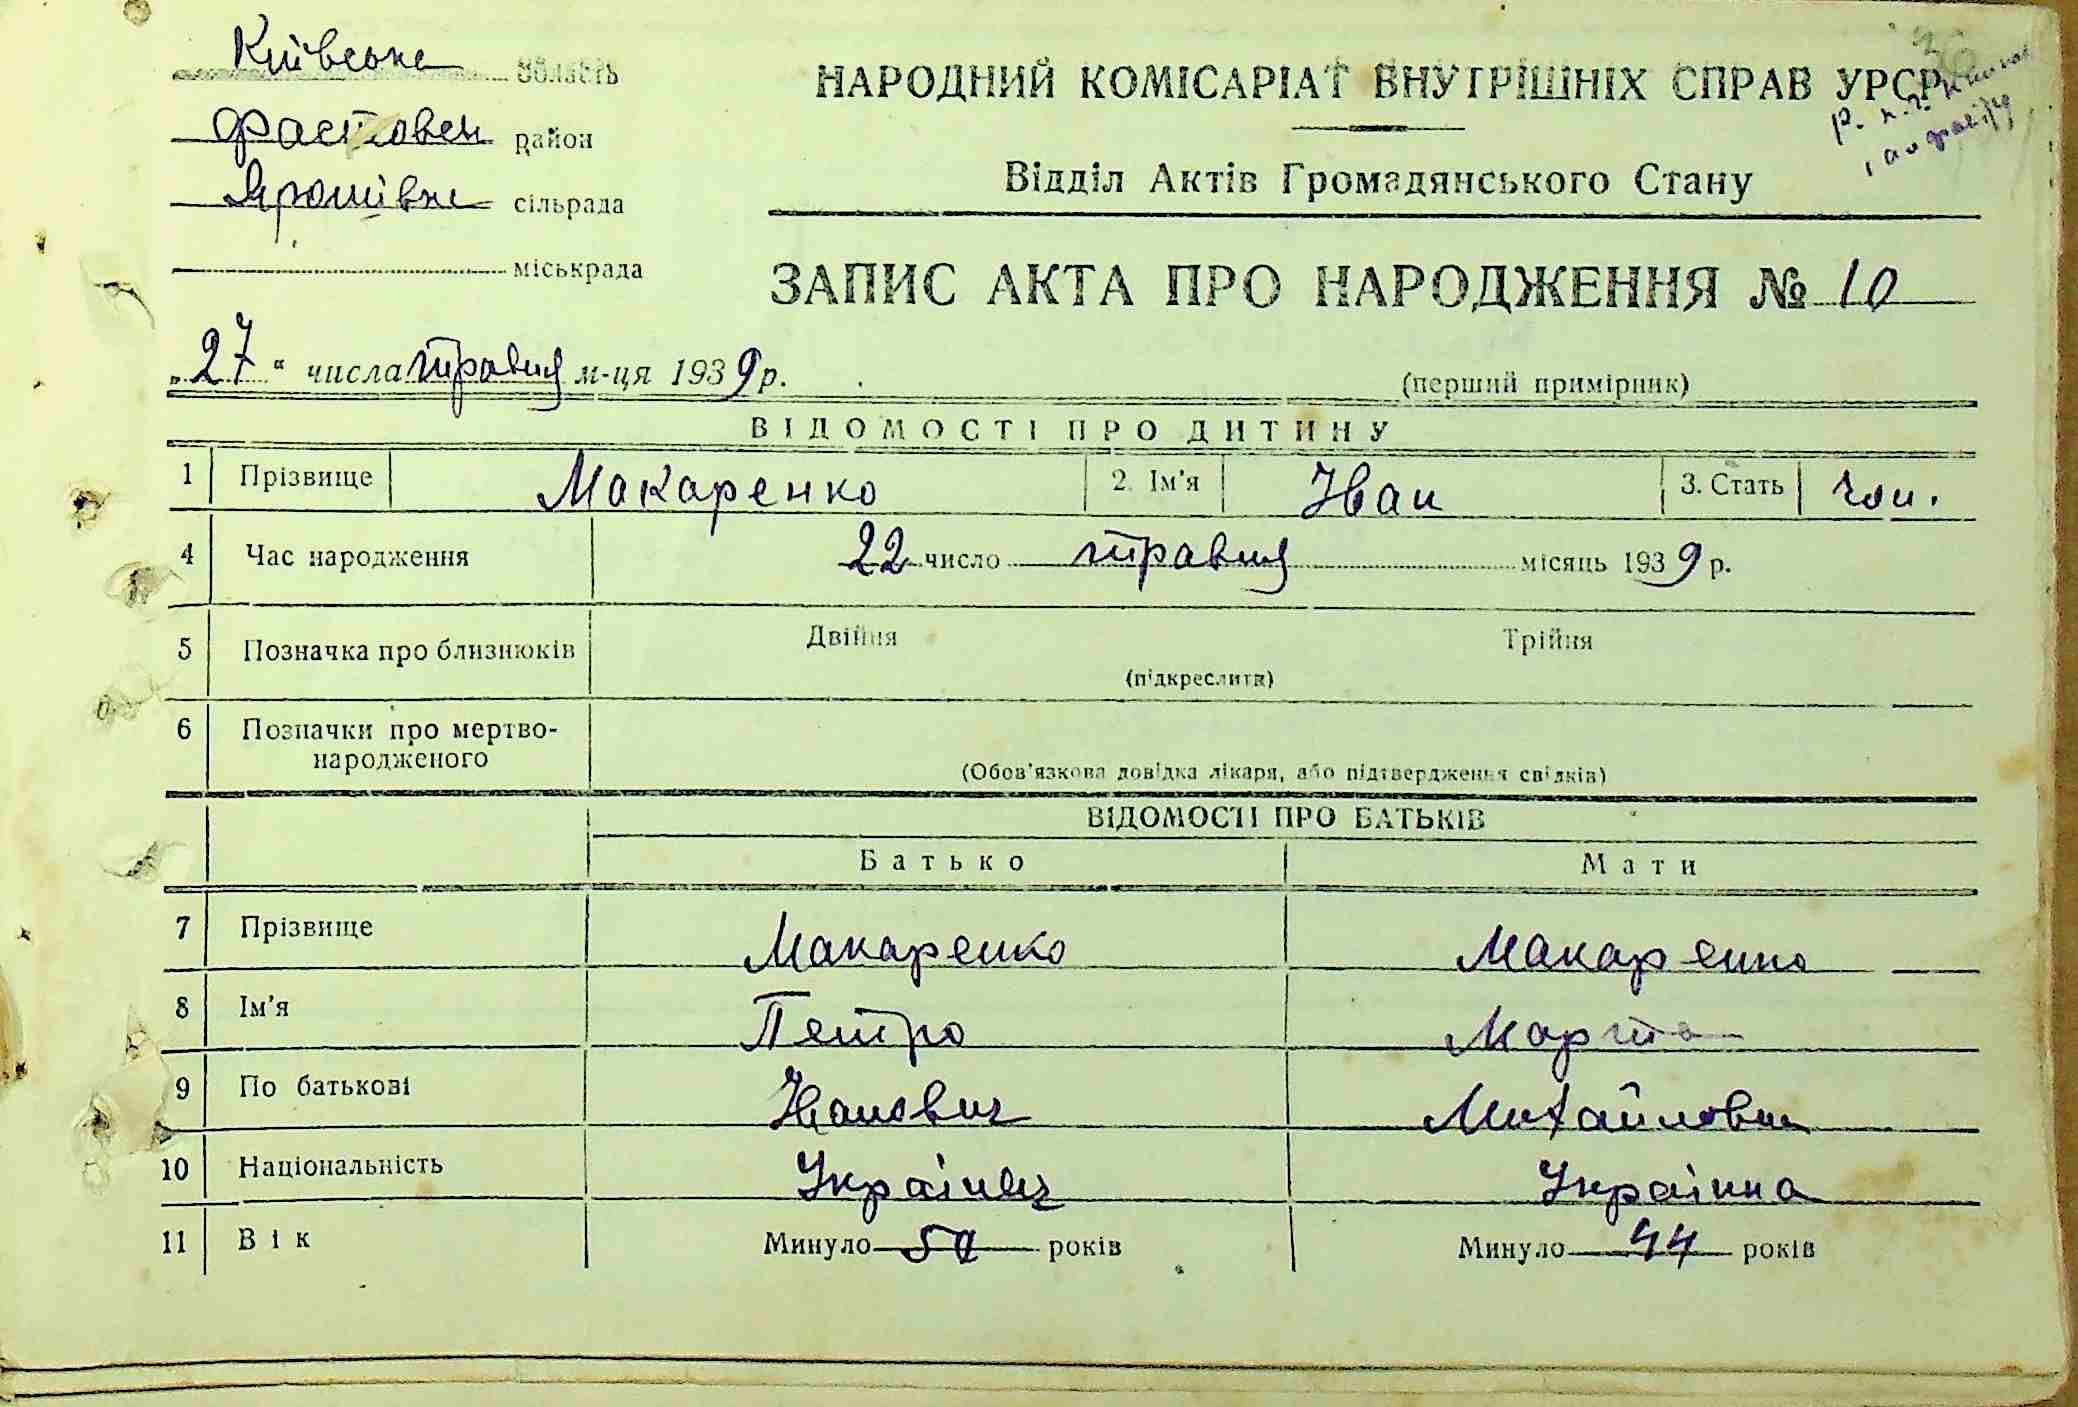 Київська область
Фастовськ район
Ярошівка сільрада
міськрада
НАРОДНИЙ КОМІСАРІАТ ВНУТРІШНІХ СПРАВ УРСР
Відділ Актів Громадянського Стану
ЗАПИС АКТА ПРО НАРОДЖЕННЯ № 10
„27“ числа травня м-ця 1939 р.
(перший примірник)
ВІДОМОСТІ ПРО ДИТИНУ
1 Прізвище Макаренко 2. Ім'я Іван 3. Стать чол.
4 Час народження 22 число травня місяць 1939 р.
5 Позначка про близнюків Двійня Трійня
(підкреслити)
6 Позначки про мертво-
народженого
(Обов'язкова довідка лікаря, або підтвердження свідків)
ВІДОМОСТІ ПРО БАТЬКІВ
Батько Мати
7 Прізвище Макаренко Макаренко
8 Ім'я Петро Марта
9 По батькові Іванович Михайловна
10 Національність Українець Українка
11 Вік Минуло 50 років Минуло 44 років